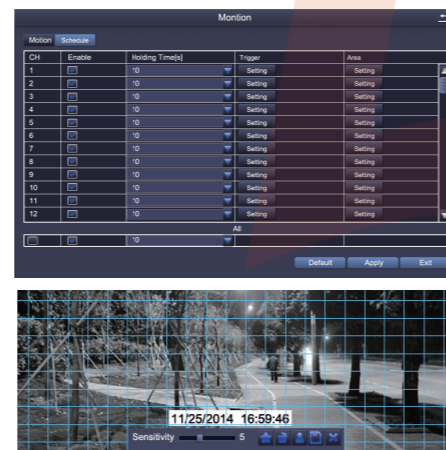 Montion
Motion Schedule
CH Enable Holding Time[s] Trigger Area
1 10 Setting Setting
2 10 Setting Setting
3 10 Setting Setting
4 10 Setting Setting
5 10 Setting Setting
6 10 Setting Setting
7 10 Setting Setting
8 10 Setting Setting
9 10 Setting Setting
10 10 Setting Setting
11 10 Setting Setting
12 10 Setting Setting
All
10
Default Apply Exit
11/25/2014 16:59:46
Sensitivity 5